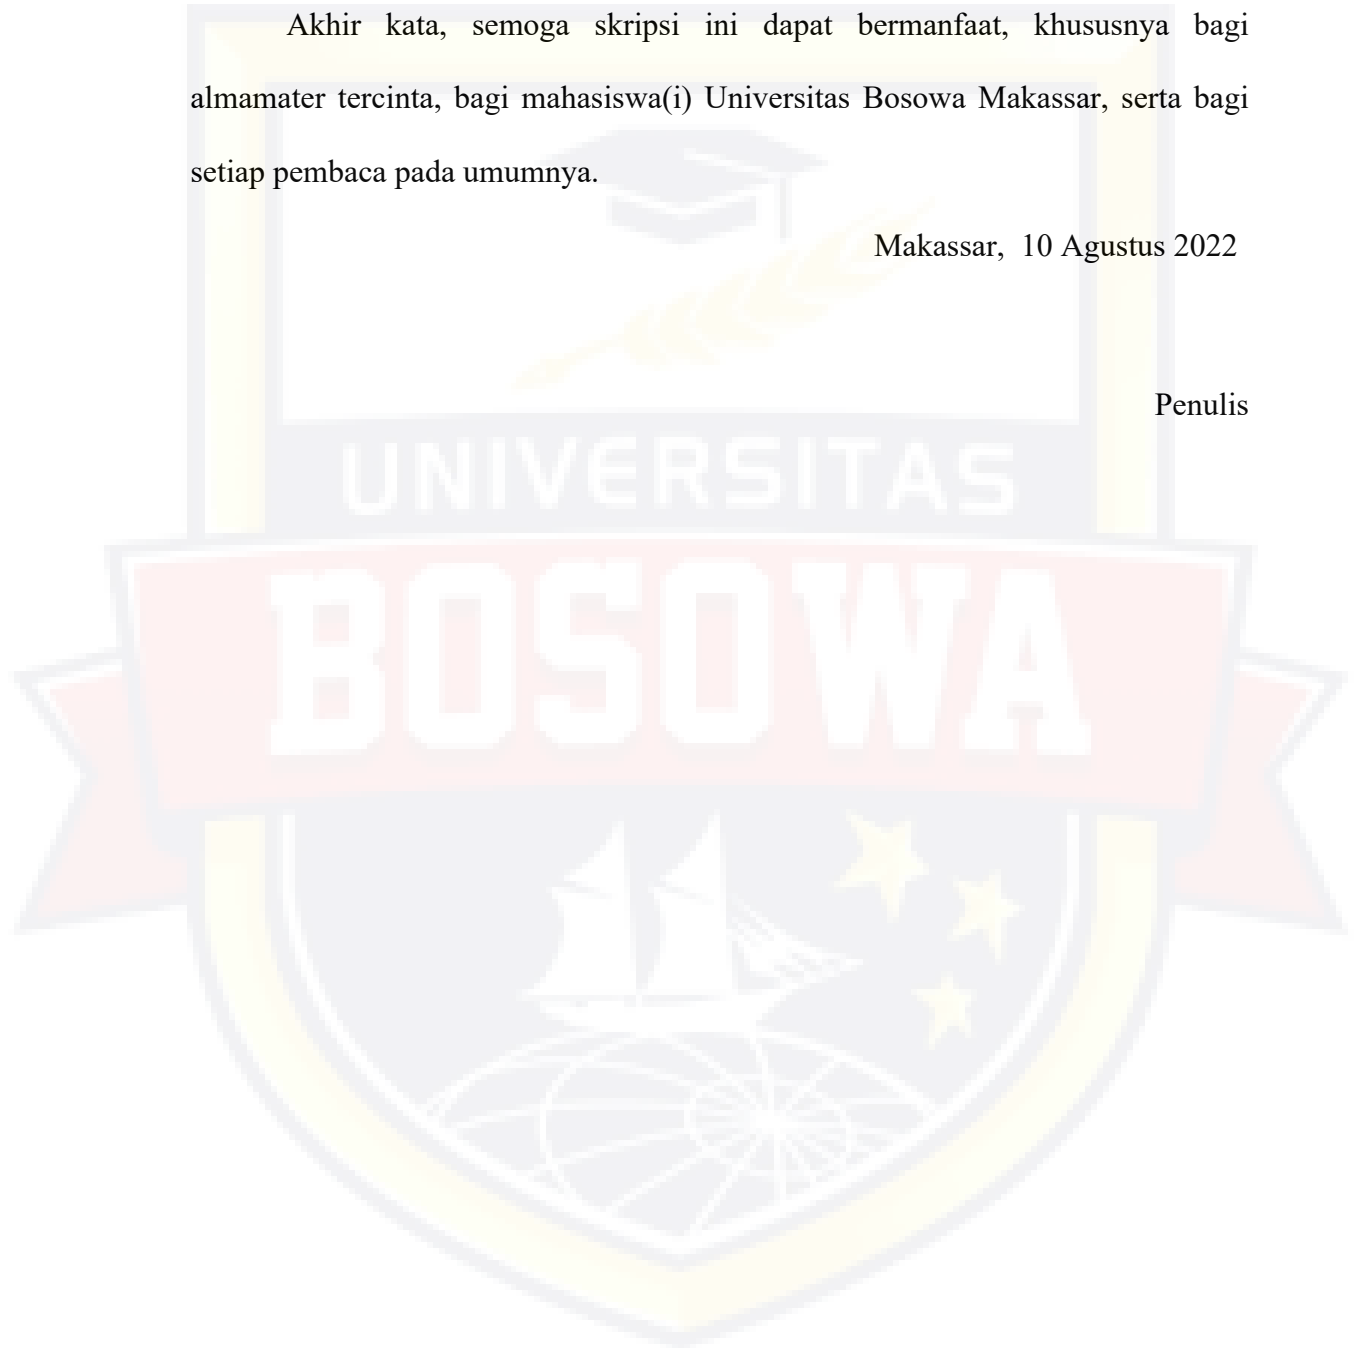 Akhir kata, semoga skripsi ini dapat bermanfaat, khususnya bagi
almamater tercinta, bagi mahasiswa(i) Universitas Bosowa Makassar, serta bagi
setiap pembaca pada umumnya.
Makassar,  10 Agustus 2022
Penulis
UNIVERSITAS
BOSOWA